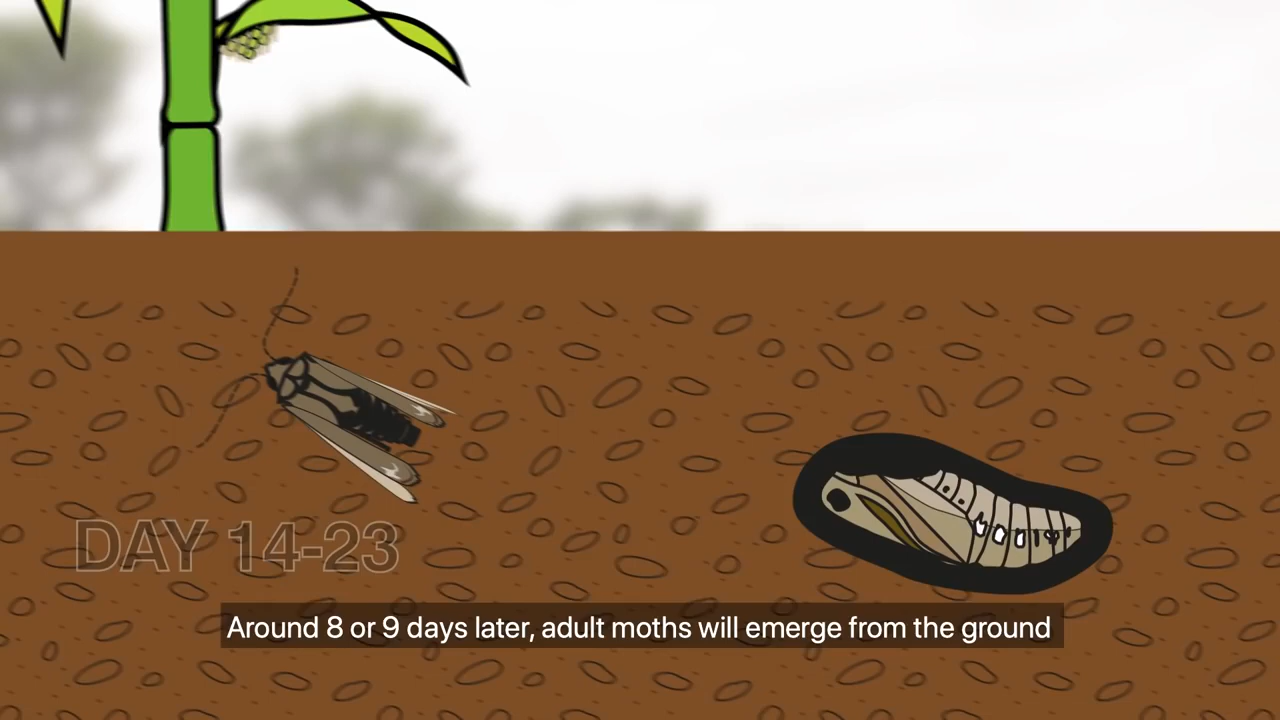 DAY 14-23
Around 8 or 9 days later, adult moths will emerge from the ground